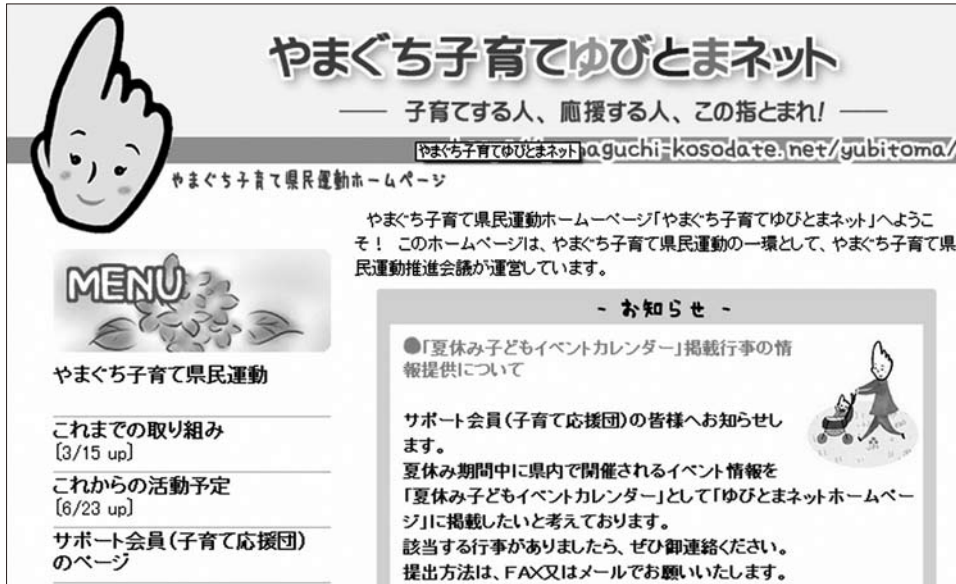 やまぐち子育てゆびとまネット
子育てする人、応援する人、この指とまれ!
やまぐち子育てゆびとまネット
aguchi-kosodate.net/yubitoma/
やまぐち子育て県民運動ホームページ
やまぐち子育て県民運動ホームーページ「やまぐち子育てゆびとまネット」へようこ
そ! このホームページは、やまぐち子育て県民運動の一環として、やまぐち子育て県
民運動推進会議が運営しています。
MENU
やまぐち子育て県民運動
これまでの取り組み
[3/15 up]
これからの活動予定
[6/23 up]
サポート会員(子育て応援団)
のページ
- お知らせ -
●「夏休み子どもイベントカレンダー」掲載行事の情
報提供について
サポート会員(子育て応援団)の皆様へお知らせし
ます。
夏休み期間中に県内で開催されるイベント情報を
「夏休み子どもイベントカレンダー」として「ゆびとまネットホームペー
ジ」に掲載したいと考えております。
該当する行事がありましたら、ぜひ御連絡ください。
提出方法は、FAX又はメールでお願いいたします。